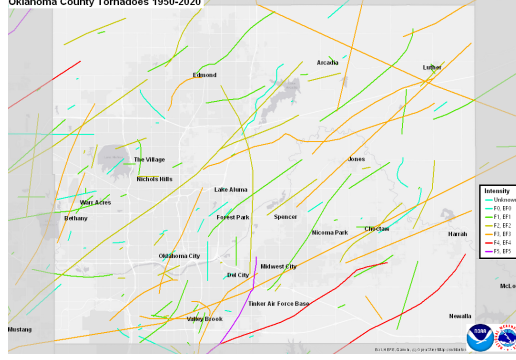 Oklahoma County Tornadoes 1950-2020
Arcadia
Luther
Edmond
The Village
Jones
Nichols Hills
Lake Aluma
Warr Acres
Bethany
Forest Park
Spencer
Choctaw
Nicoma Park
Harrah
Oklahoma City
Midwest City
Del City
Tinker Air Force Base
Valley Brook
Newalla
Mustang
Intensity
Unknown
F0, EF0
F1, EF1
F2, EF2
F3, EF3
F4, EF4
F5, EF5